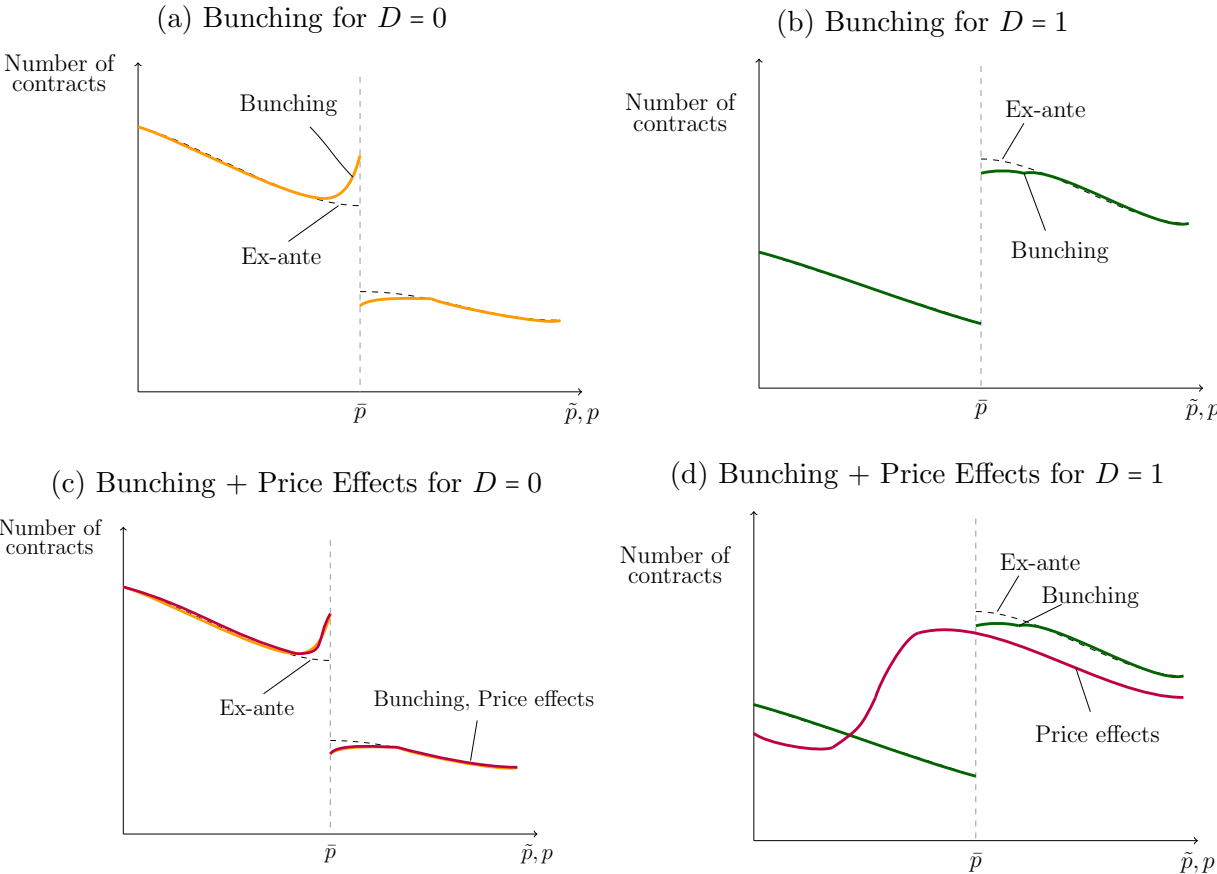 (a) Bunching for D = 0
Number of
contracts
Bunching
Ex-ante
p̄
p̃, p
(b) Bunching for D = 1
Number of
contracts
Ex-ante
Bunching
p̄
p̃, p
(c) Bunching + Price Effects for D = 0
Number of
contracts
Ex-ante
Bunching, Price effects
p̄
p̃, p
(d) Bunching + Price Effects for D = 1
Number of
contracts
Ex-ante
Bunching
Price effects
p̄
p̃, p